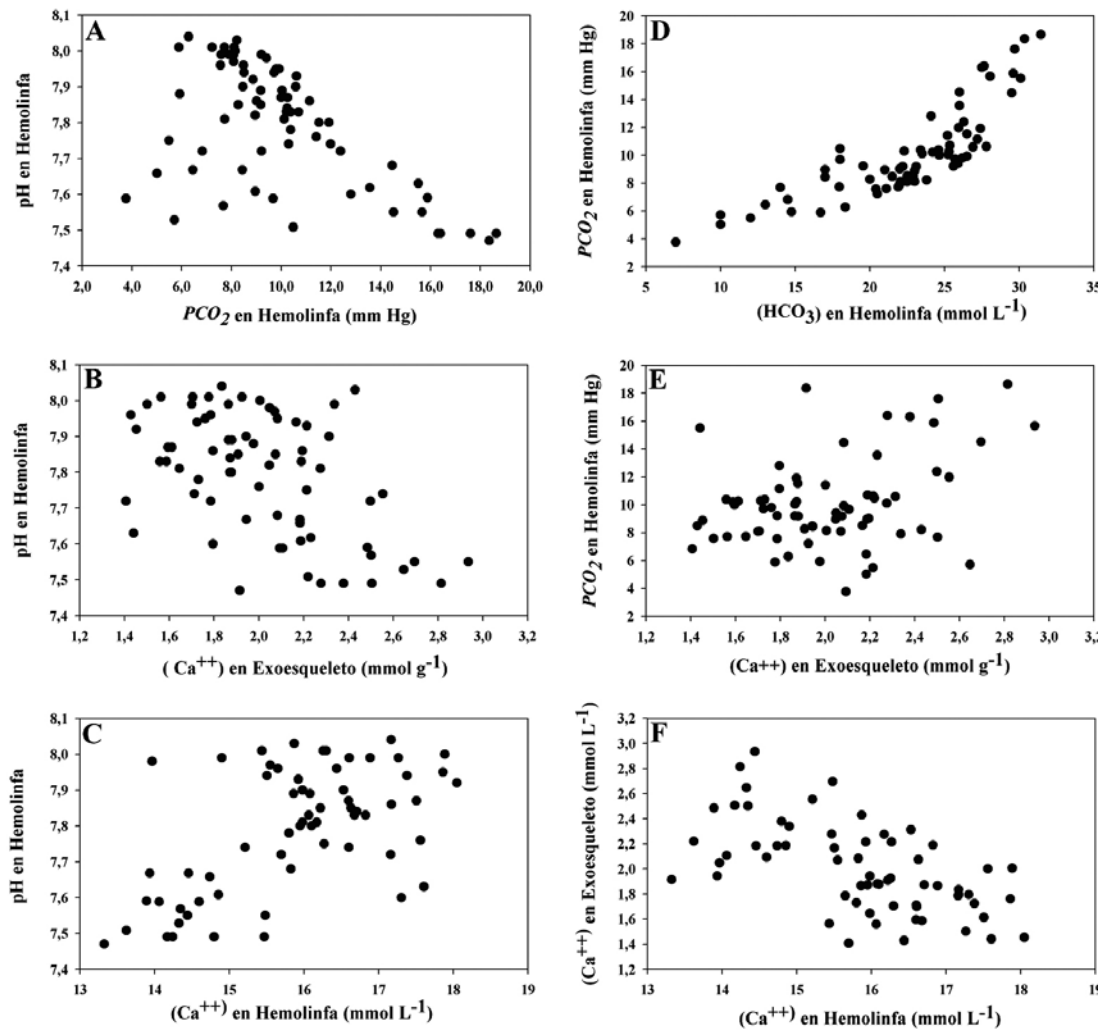 A
8,1
8,0
7,9
7,8
7,7
7,6
7,5
7,4
pH en Hemolinfa
2,0 4,0 6,0 8,0 10,0 12,0 14,0 16,0 18,0 20,0
PCO2 en Hemolinfa (mm Hg)
D
20
18
16
14
12
10
8
6
4
2
PCO2 en Hemolinfa (mm Hg)
5 10 15 20 25 30 35
(HCO3) en Hemolinfa (mmol L-1)
B
8,1
8,0
7,9
7,8
7,7
7,6
7,5
7,4
pH en Hemolinfa
1,2 1,4 1,6 1,8 2,0 2,2 2,4 2,6 2,8 3,0 3,2
( Ca++) en Exoesqueleto (mmol g-1)
E
20
18
16
14
12
10
8
6
4
2
PCO2 en Hemolinfa (mm Hg)
1,2 1,4 1,6 1,8 2,0 2,2 2,4 2,6 2,8 3,0 3,2
(Ca++) en Exoesqueleto (mmol g-1)
C
8,1
8,0
7,9
7,8
7,7
7,6
7,5
7,4
pH en Hemolinfa
13 14 15 16 17 18 19
(Ca++) en Hemolinfa (mmol L-1)
F
3,2
3,0
2,8
2,6
2,4
2,2
2,0
1,8
1,6
1,4
1,2
(Ca++) en Exoesqueleto (mmol L-1)
13 14 15 16 17 18 19
(Ca++) en Hemolinfa (mmol L-1)